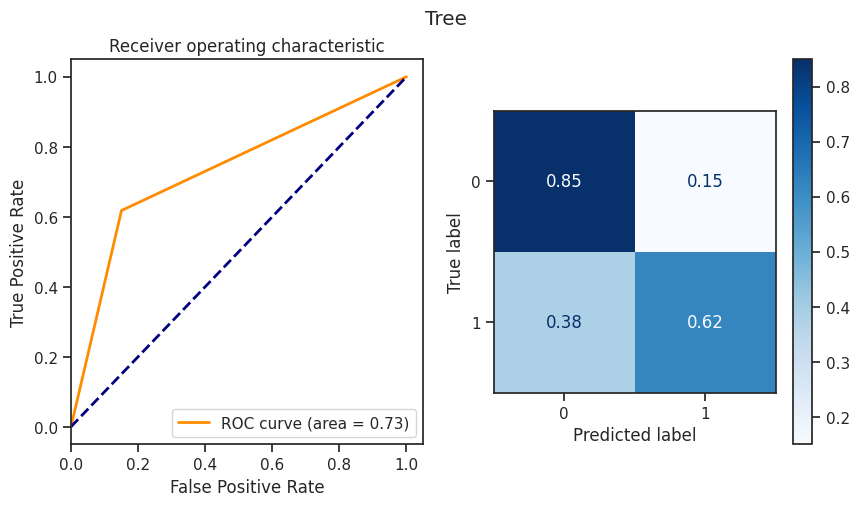 Tree
Receiver operating characteristic
1.0
0.8
0.6
0.4
0.2
0.0
True Positive Rate
ROC curve (area = 0.73)
0.0 0.2 0.4 0.6 0.8 1.0
False Positive Rate
True label
0
1
0.85 0.15
0.38 0.62
0 1
Predicted label
0.8
0.7
0.6
0.5
0.4
0.3
0.2